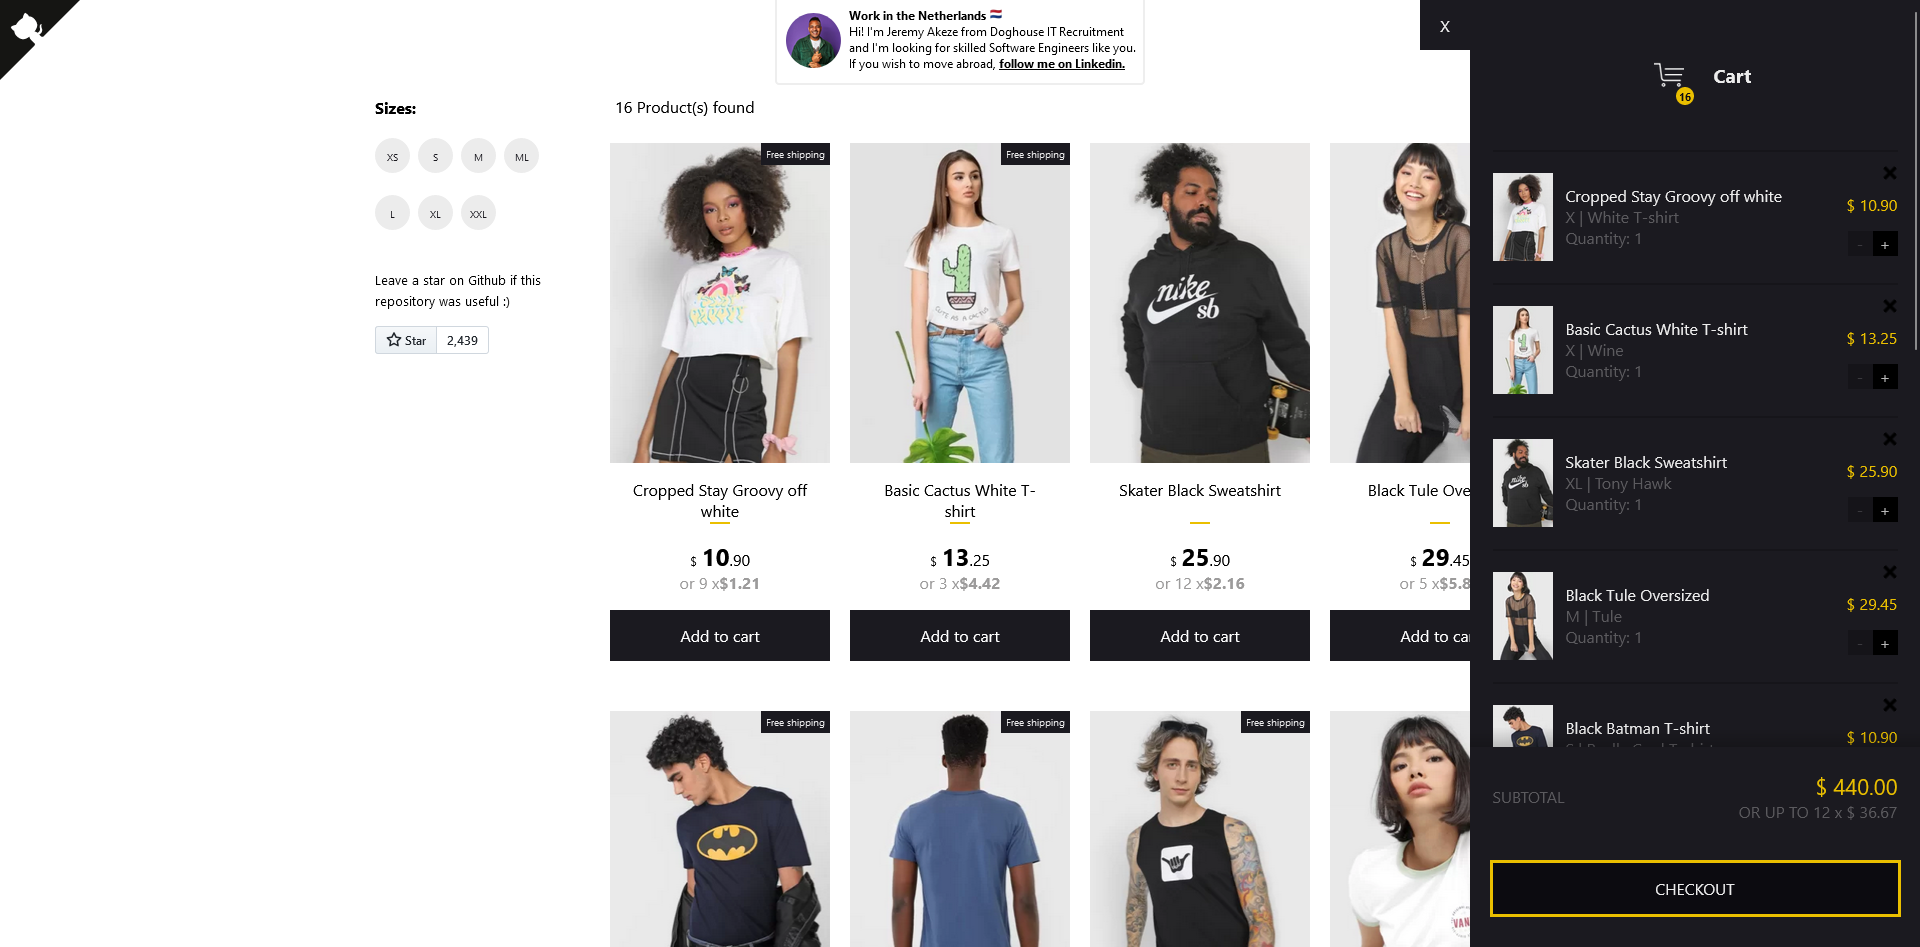 Work in the Netherlands
Hi! I'm Jeremy Akeze from Doghouse IT Recruitment
and I'm looking for skilled Software Engineers like you.
If you wish to move abroad, follow me on Linkedin.
Sizes:
XS
S
M
ML
L
XL
XXL
Leave a star on Github if this
repository was useful :)
Star
2,439
16 Product(s) found
Free shipping
CUTE AS A CACTUS
Free shipping
nike
sb
Cropped Stay Groovy off
white
$ 10.90
or 9 x$1.21
Add to cart
Basic Cactus White T-
shirt
$ 13.25
or 3 x$4.42
Add to cart
Skater Black Sweatshirt
$ 25.90
or 12 x$2.16
Add to cart
Black Tule Ove
$ 29.45
or 5 x$5.8
Add to ca
Free shipping
Free shipping
Free shipping
VAN
X
16
Cart
Cropped Stay Groovy off white
X | White T-shirt
Quantity: 1
$ 10.90
-
+
Basic Cactus White T-shirt
X | Wine
Quantity: 1
$ 13.25
-
+
Skater Black Sweatshirt
XL | Tony Hawk
Quantity: 1
$ 25.90
-
+
Black Tule Oversized
M | Tule
Quantity: 1
$ 29.45
-
+
Black Batman T-shirt
$ 10.90
SUBTOTAL
$ 440.00
OR UP TO 12 x $ 36.67
CHECKOUT